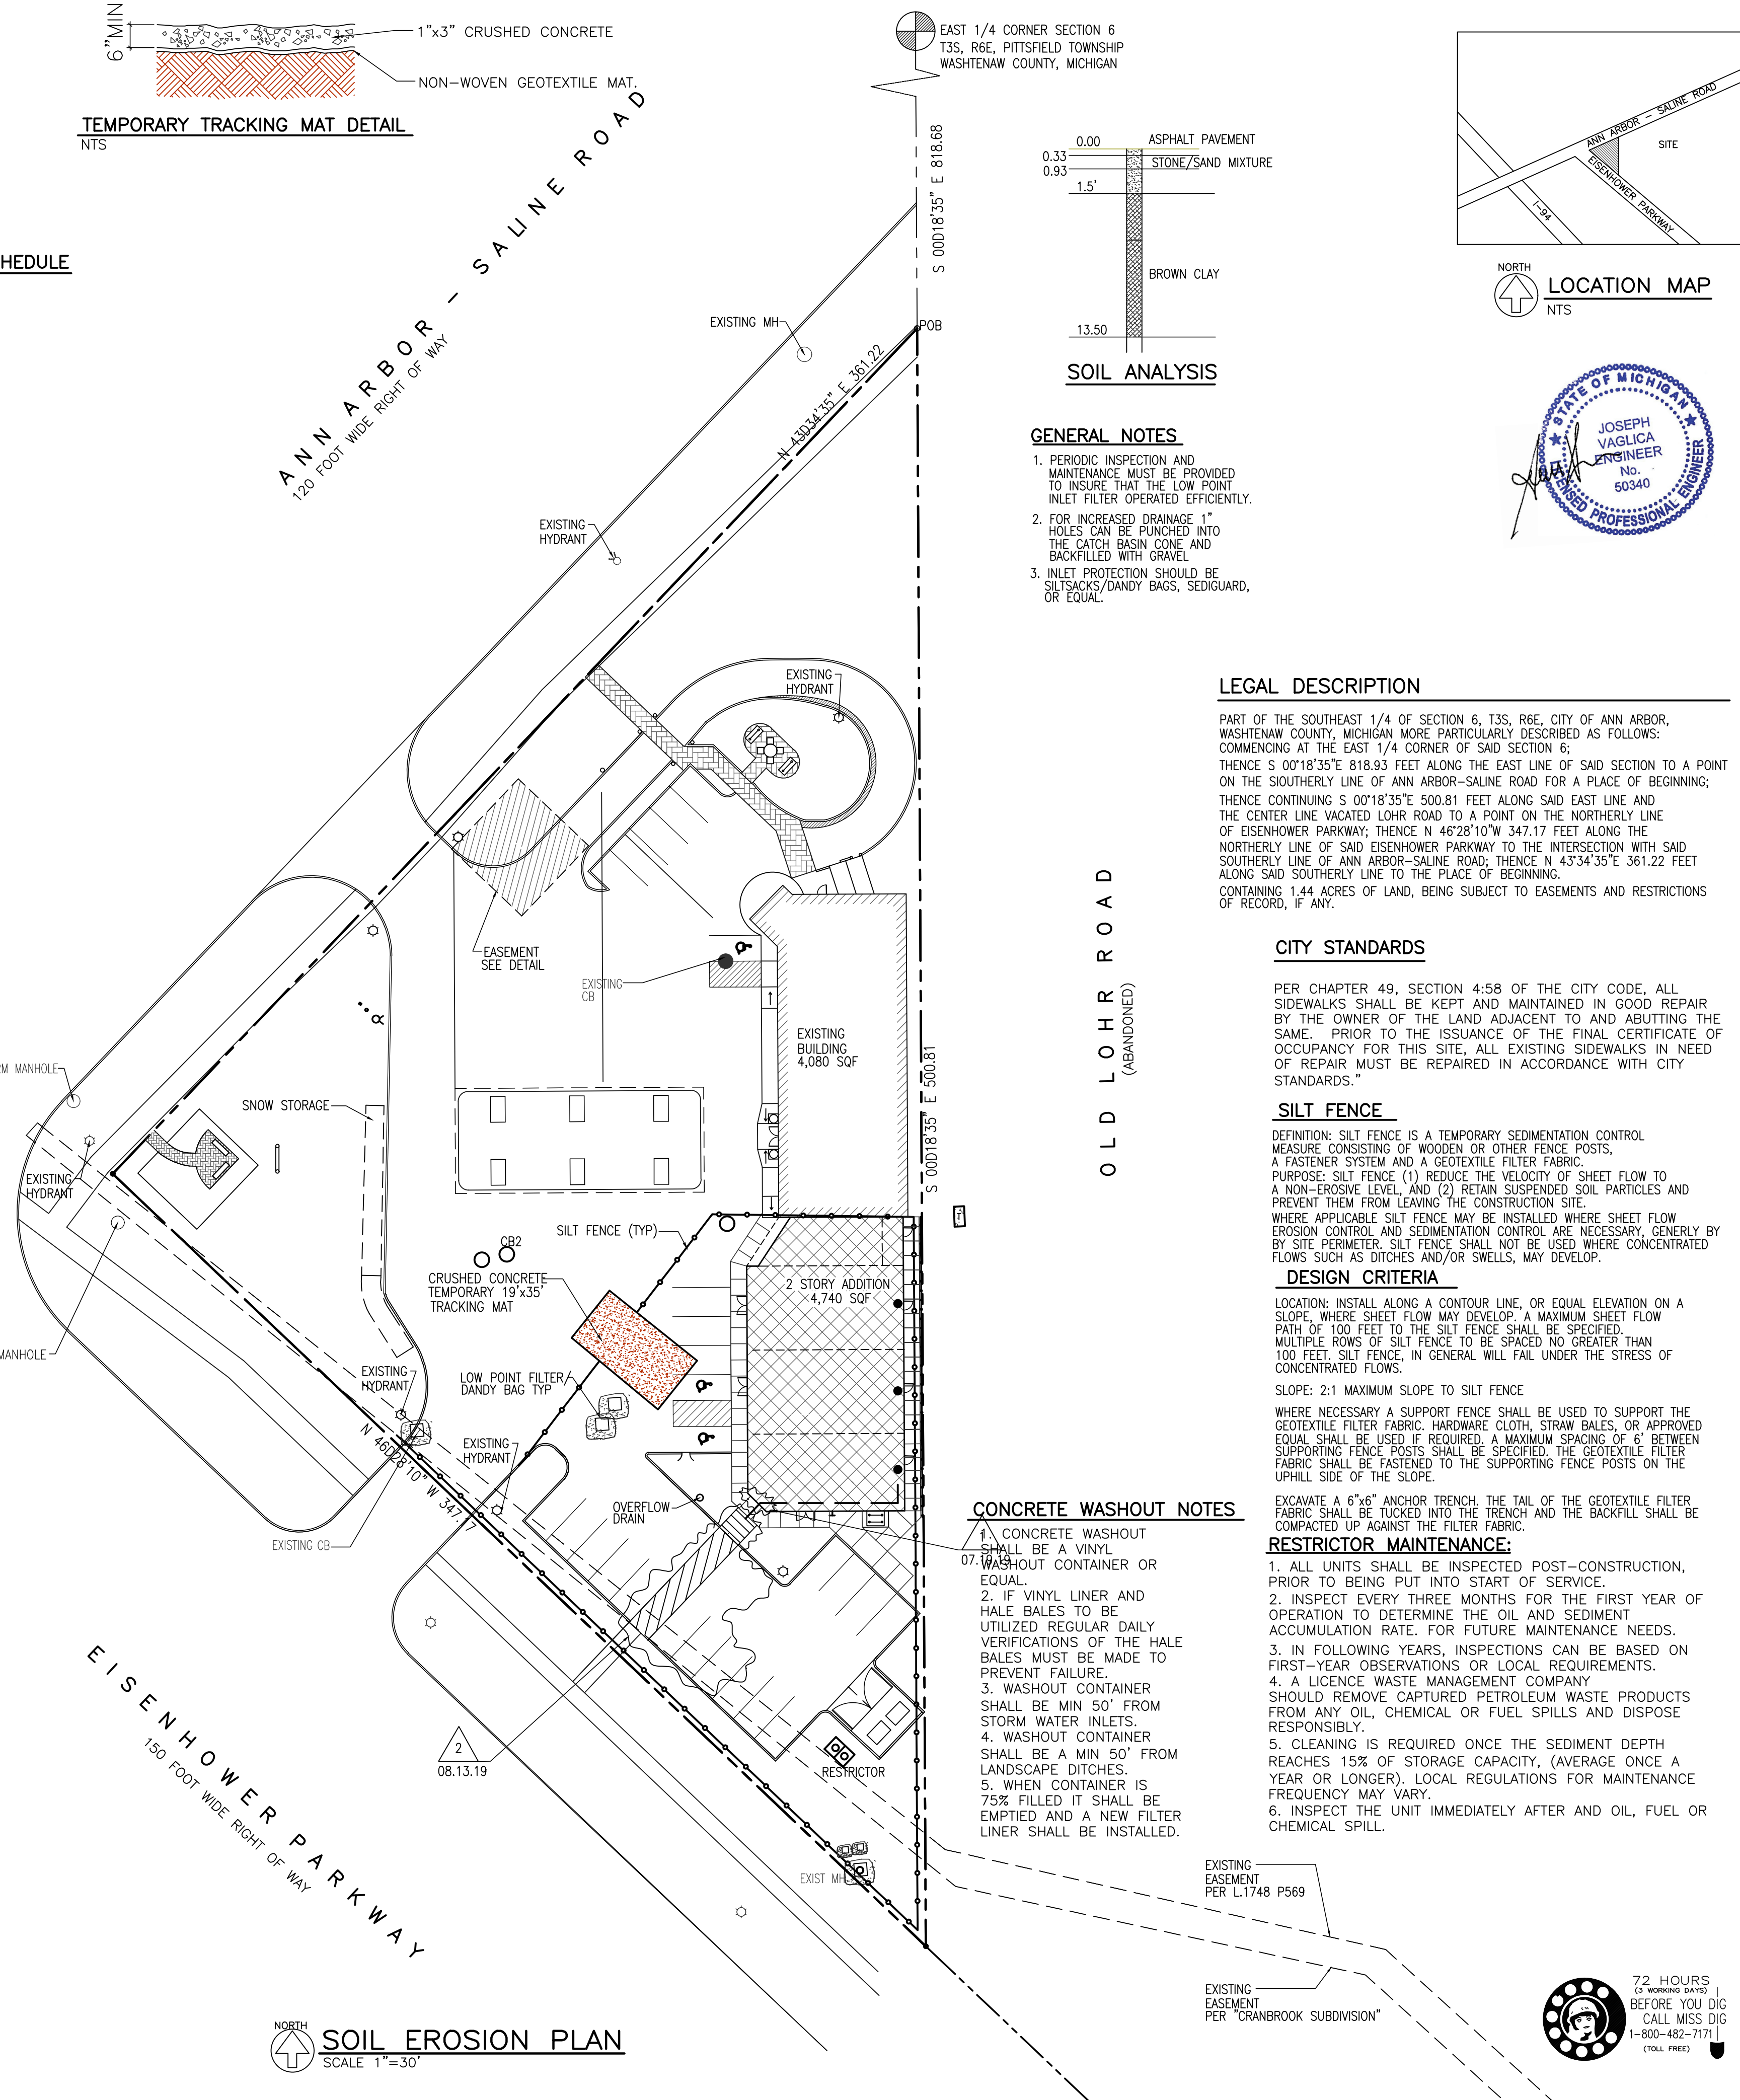 6"MIN
1"x3" CRUSHED CONCRETE
NON-WOVEN GEOTEXTILE MAT.
TEMPORARY TRACKING MAT DETAIL
NTS
HEDULE
EAST 1/4 CORNER SECTION 6
T3S, R6E, PITTSFIELD TOWNSHIP
WASHTENAW COUNTY, MICHIGAN
S 00D18'35" E 818.68
0.00
0.33
0.93
1.5'
13.50
ASPHALT PAVEMENT
STONE/SAND MIXTURE
BROWN CLAY
SOIL ANALYSIS
ANN ARBOR - SALINE ROAD
SITE
EISENHOWER PARKWAY
I-94
NORTH
LOCATION MAP
NTS
STATE OF MICHIGAN
JOSEPH
VAGLICA
ENGINEER
No.
50340
LICENSED PROFESSIONAL ENGINEER
GENERAL NOTES
1. PERIODIC INSPECTION AND
MAINTENANCE MUST BE PROVIDED
TO INSURE THAT THE LOW POINT
INLET FILTER OPERATED EFFICIENTLY.
2. FOR INCREASED DRAINAGE 1"
HOLES CAN BE PUNCHED INTO
THE CATCH BASIN CONE AND
BACKFILLED WITH GRAVEL
3. INLET PROTECTION SHOULD BE
SILTSACKS/DANDY BAGS, SEDIGUARD,
OR EQUAL.
ANN ARBOR - SALINE ROAD
120 FOOT WIDE RIGHT OF WAY
EXISTING MH
POB
N 43D34'35" E 361.22
EXISTING
HYDRANT
EXISTING
HYDRANT
EASEMENT
SEE DETAIL
EXISTING
CB
EXISTING
BUILDING
4,080 SQF
S 00D18'35" E 500.81
OLD LOHR ROAD
(ABANDONED)
RM MANHOLE
SNOW STORAGE
EXISTING
HYDRANT
MANHOLE
SILT FENCE (TYP)
CB2
CRUSHED CONCRETE
TEMPORARY 19'x35'
TRACKING MAT
2 STORY ADDITION
4,740 SQF
T
EXISTING
HYDRANT
LOW POINT FILTER/
DANDY BAG TYP
N 46D28'10" W 347.17
EXISTING
HYDRANT
OVERFLOW
DRAIN
EXISTING CB
1
07.19.19
2
08.13.19
RESTRICTOR
EXIST MH
EISENHOWER PARKWAY
150 FOOT WIDE RIGHT OF WAY
LEGAL DESCRIPTION
PART OF THE SOUTHEAST 1/4 OF SECTION 6, T3S, R6E, CITY OF ANN ARBOR,
WASHTENAW COUNTY, MICHIGAN MORE PARTICULARLY DESCRIBED AS FOLLOWS:
COMMENCING AT THE EAST 1/4 CORNER OF SAID SECTION 6;
THENCE S 00°18'35"E 818.93 FEET ALONG THE EAST LINE OF SAID SECTION TO A POINT
ON THE SIOUTHERLY LINE OF ANN ARBOR-SALINE ROAD FOR A PLACE OF BEGINNING;
THENCE CONTINUING S 00°18'35"E 500.81 FEET ALONG SAID EAST LINE AND
THE CENTER LINE VACATED LOHR ROAD TO A POINT ON THE NORTHERLY LINE
OF EISENHOWER PARKWAY; THENCE N 46°28'10"W 347.17 FEET ALONG THE
NORTHERLY LINE OF SAID EISENHOWER PARKWAY TO THE INTERSECTION WITH SAID
SOUTHERLY LINE OF ANN ARBOR-SALINE ROAD; THENCE N 43°34'35"E 361.22 FEET
ALONG SAID SOUTHERLY LINE TO THE PLACE OF BEGINNING.
CONTAINING 1.44 ACRES OF LAND, BEING SUBJECT TO EASEMENTS AND RESTRICTIONS
OF RECORD, IF ANY.
CITY STANDARDS
PER CHAPTER 49, SECTION 4:58 OF THE CITY CODE, ALL
SIDEWALKS SHALL BE KEPT AND MAINTAINED IN GOOD REPAIR
BY THE OWNER OF THE LAND ADJACENT TO AND ABUTTING THE
SAME. PRIOR TO THE ISSUANCE OF THE FINAL CERTIFICATE OF
OCCUPANCY FOR THIS SITE, ALL EXISTING SIDEWALKS IN NEED
OF REPAIR MUST BE REPAIRED IN ACCORDANCE WITH CITY
STANDARDS."
SILT FENCE
DEFINITION: SILT FENCE IS A TEMPORARY SEDIMENTATION CONTROL
MEASURE CONSISTING OF WOODEN OR OTHER FENCE POSTS,
A FASTENER SYSTEM AND A GEOTEXTILE FILTER FABRIC.
PURPOSE: SILT FENCE (1) REDUCE THE VELOCITY OF SHEET FLOW TO
A NON-EROSIVE LEVEL, AND (2) RETAIN SUSPENDED SOIL PARTICLES AND
PREVENT THEM FROM LEAVING THE CONSTRUCTION SITE.
WHERE APPLICABLE SILT FENCE MAY BE INSTALLED WHERE SHEET FLOW
EROSION CONTROL AND SEDIMENTATION CONTROL ARE NECESSARY, GENERLY BY
BY SITE PERIMETER. SILT FENCE SHALL NOT BE USED WHERE CONCENTRATED
FLOWS SUCH AS DITCHES AND/OR SWELLS, MAY DEVELOP.
DESIGN CRITERIA
LOCATION: INSTALL ALONG A CONTOUR LINE, OR EQUAL ELEVATION ON A
SLOPE, WHERE SHEET FLOW MAY DEVELOP. A MAXIMUM SHEET FLOW
PATH OF 100 FEET TO THE SILT FENCE SHALL BE SPECIFIED.
MULTIPLE ROWS OF SILT FENCE TO BE SPACED NO GREATER THAN
100 FEET. SILT FENCE, IN GENERAL WILL FAIL UNDER THE STRESS OF
CONCENTRATED FLOWS.
SLOPE: 2:1 MAXIMUM SLOPE TO SILT FENCE
WHERE NECESSARY A SUPPORT FENCE SHALL BE USED TO SUPPORT THE
GEOTEXTILE FILTER FABRIC. HARDWARE CLOTH, STRAW BALES, OR APPROVED
EQUAL SHALL BE USED IF REQUIRED. A MAXIMUM SPACING OF 6' BETWEEN
SUPPORTING FENCE POSTS SHALL BE SPECIFIED. THE GEOTEXTILE FILTER
FABRIC SHALL BE FASTENED TO THE SUPPORTING FENCE POSTS ON THE
UPHILL SIDE OF THE SLOPE.
EXCAVATE A 6"x6" ANCHOR TRENCH. THE TAIL OF THE GEOTEXTILE FILTER
FABRIC SHALL BE TUCKED INTO THE TRENCH AND THE BACKFILL SHALL BE
COMPACTED UP AGAINST THE FILTER FABRIC.
CONCRETE WASHOUT NOTES
1. CONCRETE WASHOUT
SHALL BE A VINYL
WASHOUT CONTAINER OR
EQUAL.
2. IF VINYL LINER AND
HALE BALES TO BE
UTILIZED REGULAR DAILY
VERIFICATIONS OF THE HALE
BALES MUST BE MADE TO
PREVENT FAILURE.
3. WASHOUT CONTAINER
SHALL BE MIN 50' FROM
STORM WATER INLETS.
4. WASHOUT CONTAINER
SHALL BE A MIN 50' FROM
LANDSCAPE DITCHES.
5. WHEN CONTAINER IS
75% FILLED IT SHALL BE
EMPTIED AND A NEW FILTER
LINER SHALL BE INSTALLED.
RESTRICTOR MAINTENANCE:
1. ALL UNITS SHALL BE INSPECTED POST-CONSTRUCTION,
PRIOR TO BEING PUT INTO START OF SERVICE.
2. INSPECT EVERY THREE MONTHS FOR THE FIRST YEAR OF
OPERATION TO DETERMINE THE OIL AND SEDIMENT
ACCUMULATION RATE. FOR FUTURE MAINTENANCE NEEDS.
3. IN FOLLOWING YEARS, INSPECTIONS CAN BE BASED ON
FIRST-YEAR OBSERVATIONS OR LOCAL REQUIREMENTS.
4. A LICENCE WASTE MANAGEMENT COMPANY
SHOULD REMOVE CAPTURED PETROLEUM WASTE PRODUCTS
FROM ANY OIL, CHEMICAL OR FUEL SPILLS AND DISPOSE
RESPONSIBLY.
5. CLEANING IS REQUIRED ONCE THE SEDIMENT DEPTH
REACHES 15% OF STORAGE CAPACITY, (AVERAGE ONCE A
YEAR OR LONGER). LOCAL REGULATIONS FOR MAINTENANCE
FREQUENCY MAY VARY.
6. INSPECT THE UNIT IMMEDIATELY AFTER AND OIL, FUEL OR
CHEMICAL SPILL.
EXISTING
EASEMENT
PER L.1748 P569
EXISTING
EASEMENT
PER "CRANBROOK SUBDIVISION"
NORTH
SOIL EROSION PLAN
SCALE 1"=30'
72 HOURS
(3 WORKING DAYS)
BEFORE YOU DIG
CALL MISS DIG
1-800-482-7171
(TOLL FREE)